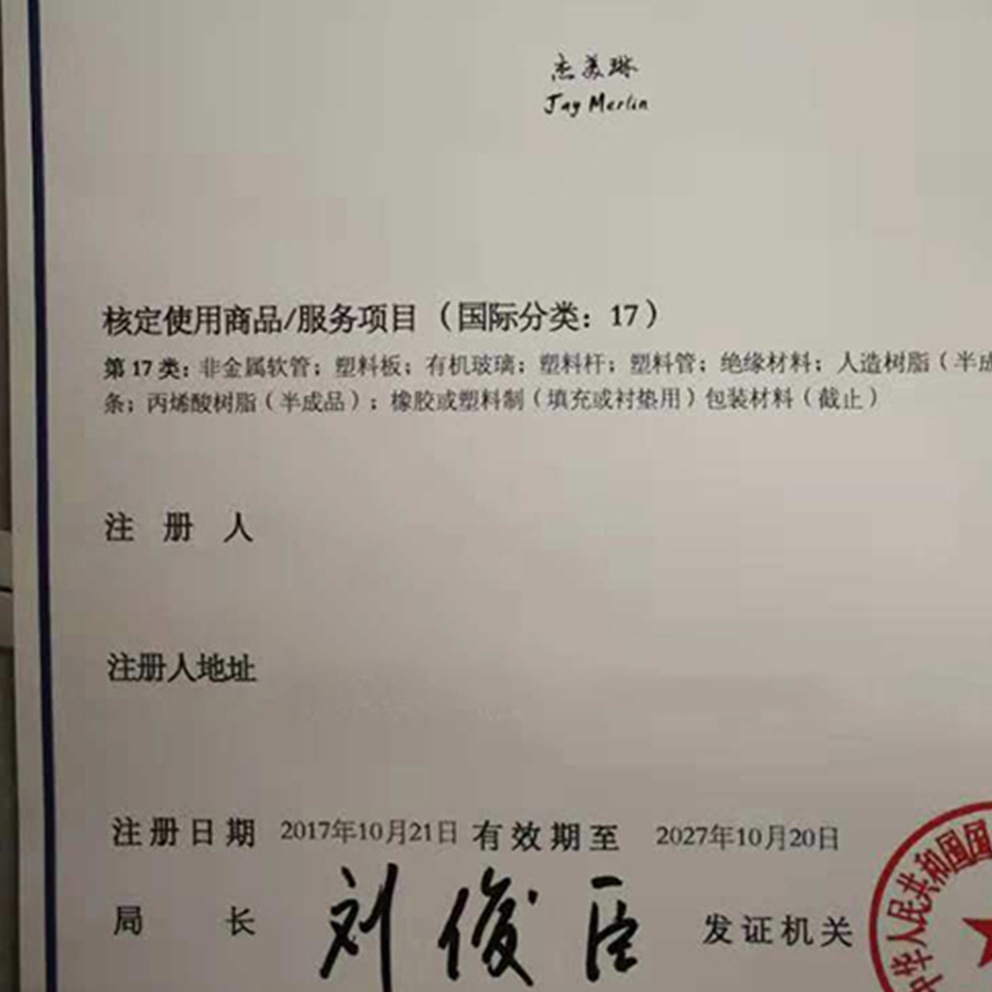 杰美琳
Jay Merlin
核定使用商品/服务项目（国际分类：17）
第 17 类：非金属软管；塑料板；有机玻璃；塑料杆；塑料管；绝缘材料；人造树脂（半成
条；丙烯酸树脂（半成品）；橡胶或塑料制（填充或衬垫用）包装材料（截止）
注 册 人
注册人地址
注册日期 2017年10月21日 有效期至 2027年10月20日
局 长 刘俊臣 发证机关
中华人民共和国国